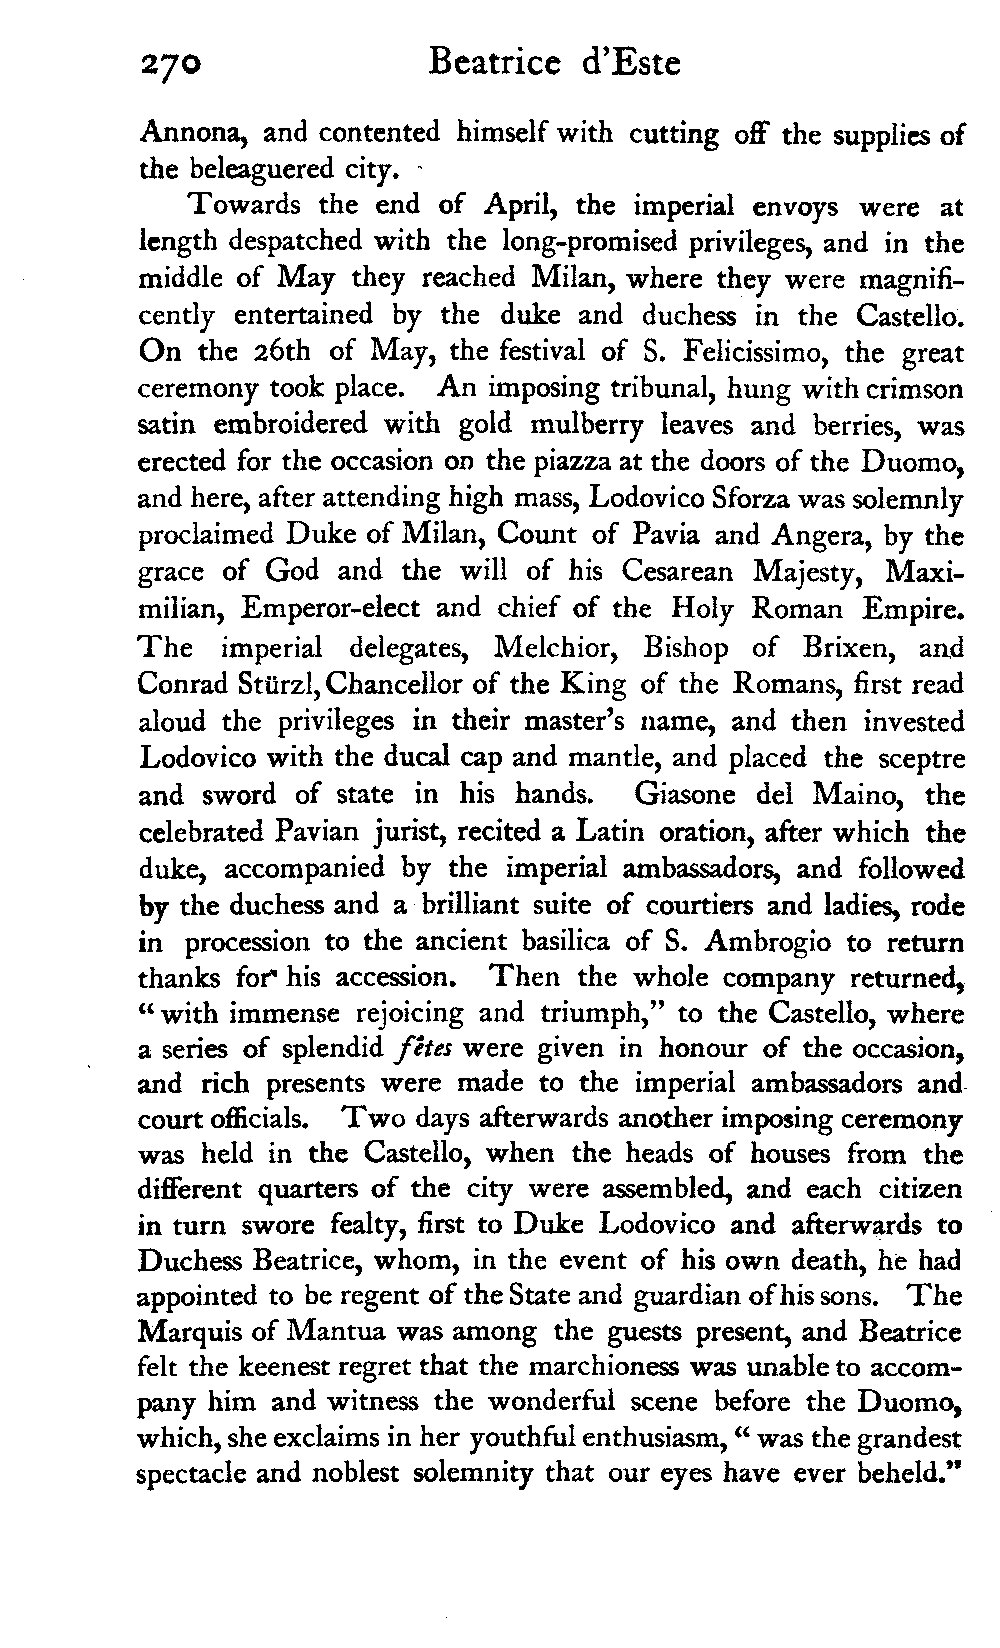 270 Beatrice d'Este
Annona, and contented himself with cutting off the supplies of
the beleaguered city.
Towards the end of April, the imperial envoys were at
length despatched with the long-promised privileges, and in the
middle of May they reached Milan, where they were magnifi-
cently entertained by the duke and duchess in the Castello.
On the 26th of May, the festival of S. Felicissimo, the great
ceremony took place. An imposing tribunal, hung with crimson
satin embroidered with gold mulberry leaves and berries, was
erected for the occasion on the piazza at the doors of the Duomo,
and here, after attending high mass, Lodovico Sforza was solemnly
proclaimed Duke of Milan, Count of Pavia and Angera, by the
grace of God and the will of his Cesarean Majesty, Maxi-
milian, Emperor-elect and chief of the Holy Roman Empire.
The imperial delegates, Melchior, Bishop of Brixen, and
Conrad Stürzl, Chancellor of the King of the Romans, first read
aloud the privileges in their master's name, and then invested
Lodovico with the ducal cap and mantle, and placed the sceptre
and sword of state in his hands. Giasone del Maino, the
celebrated Pavian jurist, recited a Latin oration, after which the
duke, accompanied by the imperial ambassadors, and followed
by the duchess and a brilliant suite of courtiers and ladies, rode
in procession to the ancient basilica of S. Ambrogio to return
thanks for his accession. Then the whole company returned,
"with immense rejoicing and triumph," to the Castello, where
a series of splendid fêtes were given in honour of the occasion,
and rich presents were made to the imperial ambassadors and
court officials. Two days afterwards another imposing ceremony
was held in the Castello, when the heads of houses from the
different quarters of the city were assembled, and each citizen
in turn swore fealty, first to Duke Lodovico and afterwards to
Duchess Beatrice, whom, in the event of his own death, he had
appointed to be regent of the State and guardian of his sons. The
Marquis of Mantua was among the guests present, and Beatrice
felt the keenest regret that the marchioness was unable to accom-
pany him and witness the wonderful scene before the Duomo,
which, she exclaims in her youthful enthusiasm, "was the grandest
spectacle and noblest solemnity that our eyes have ever beheld."